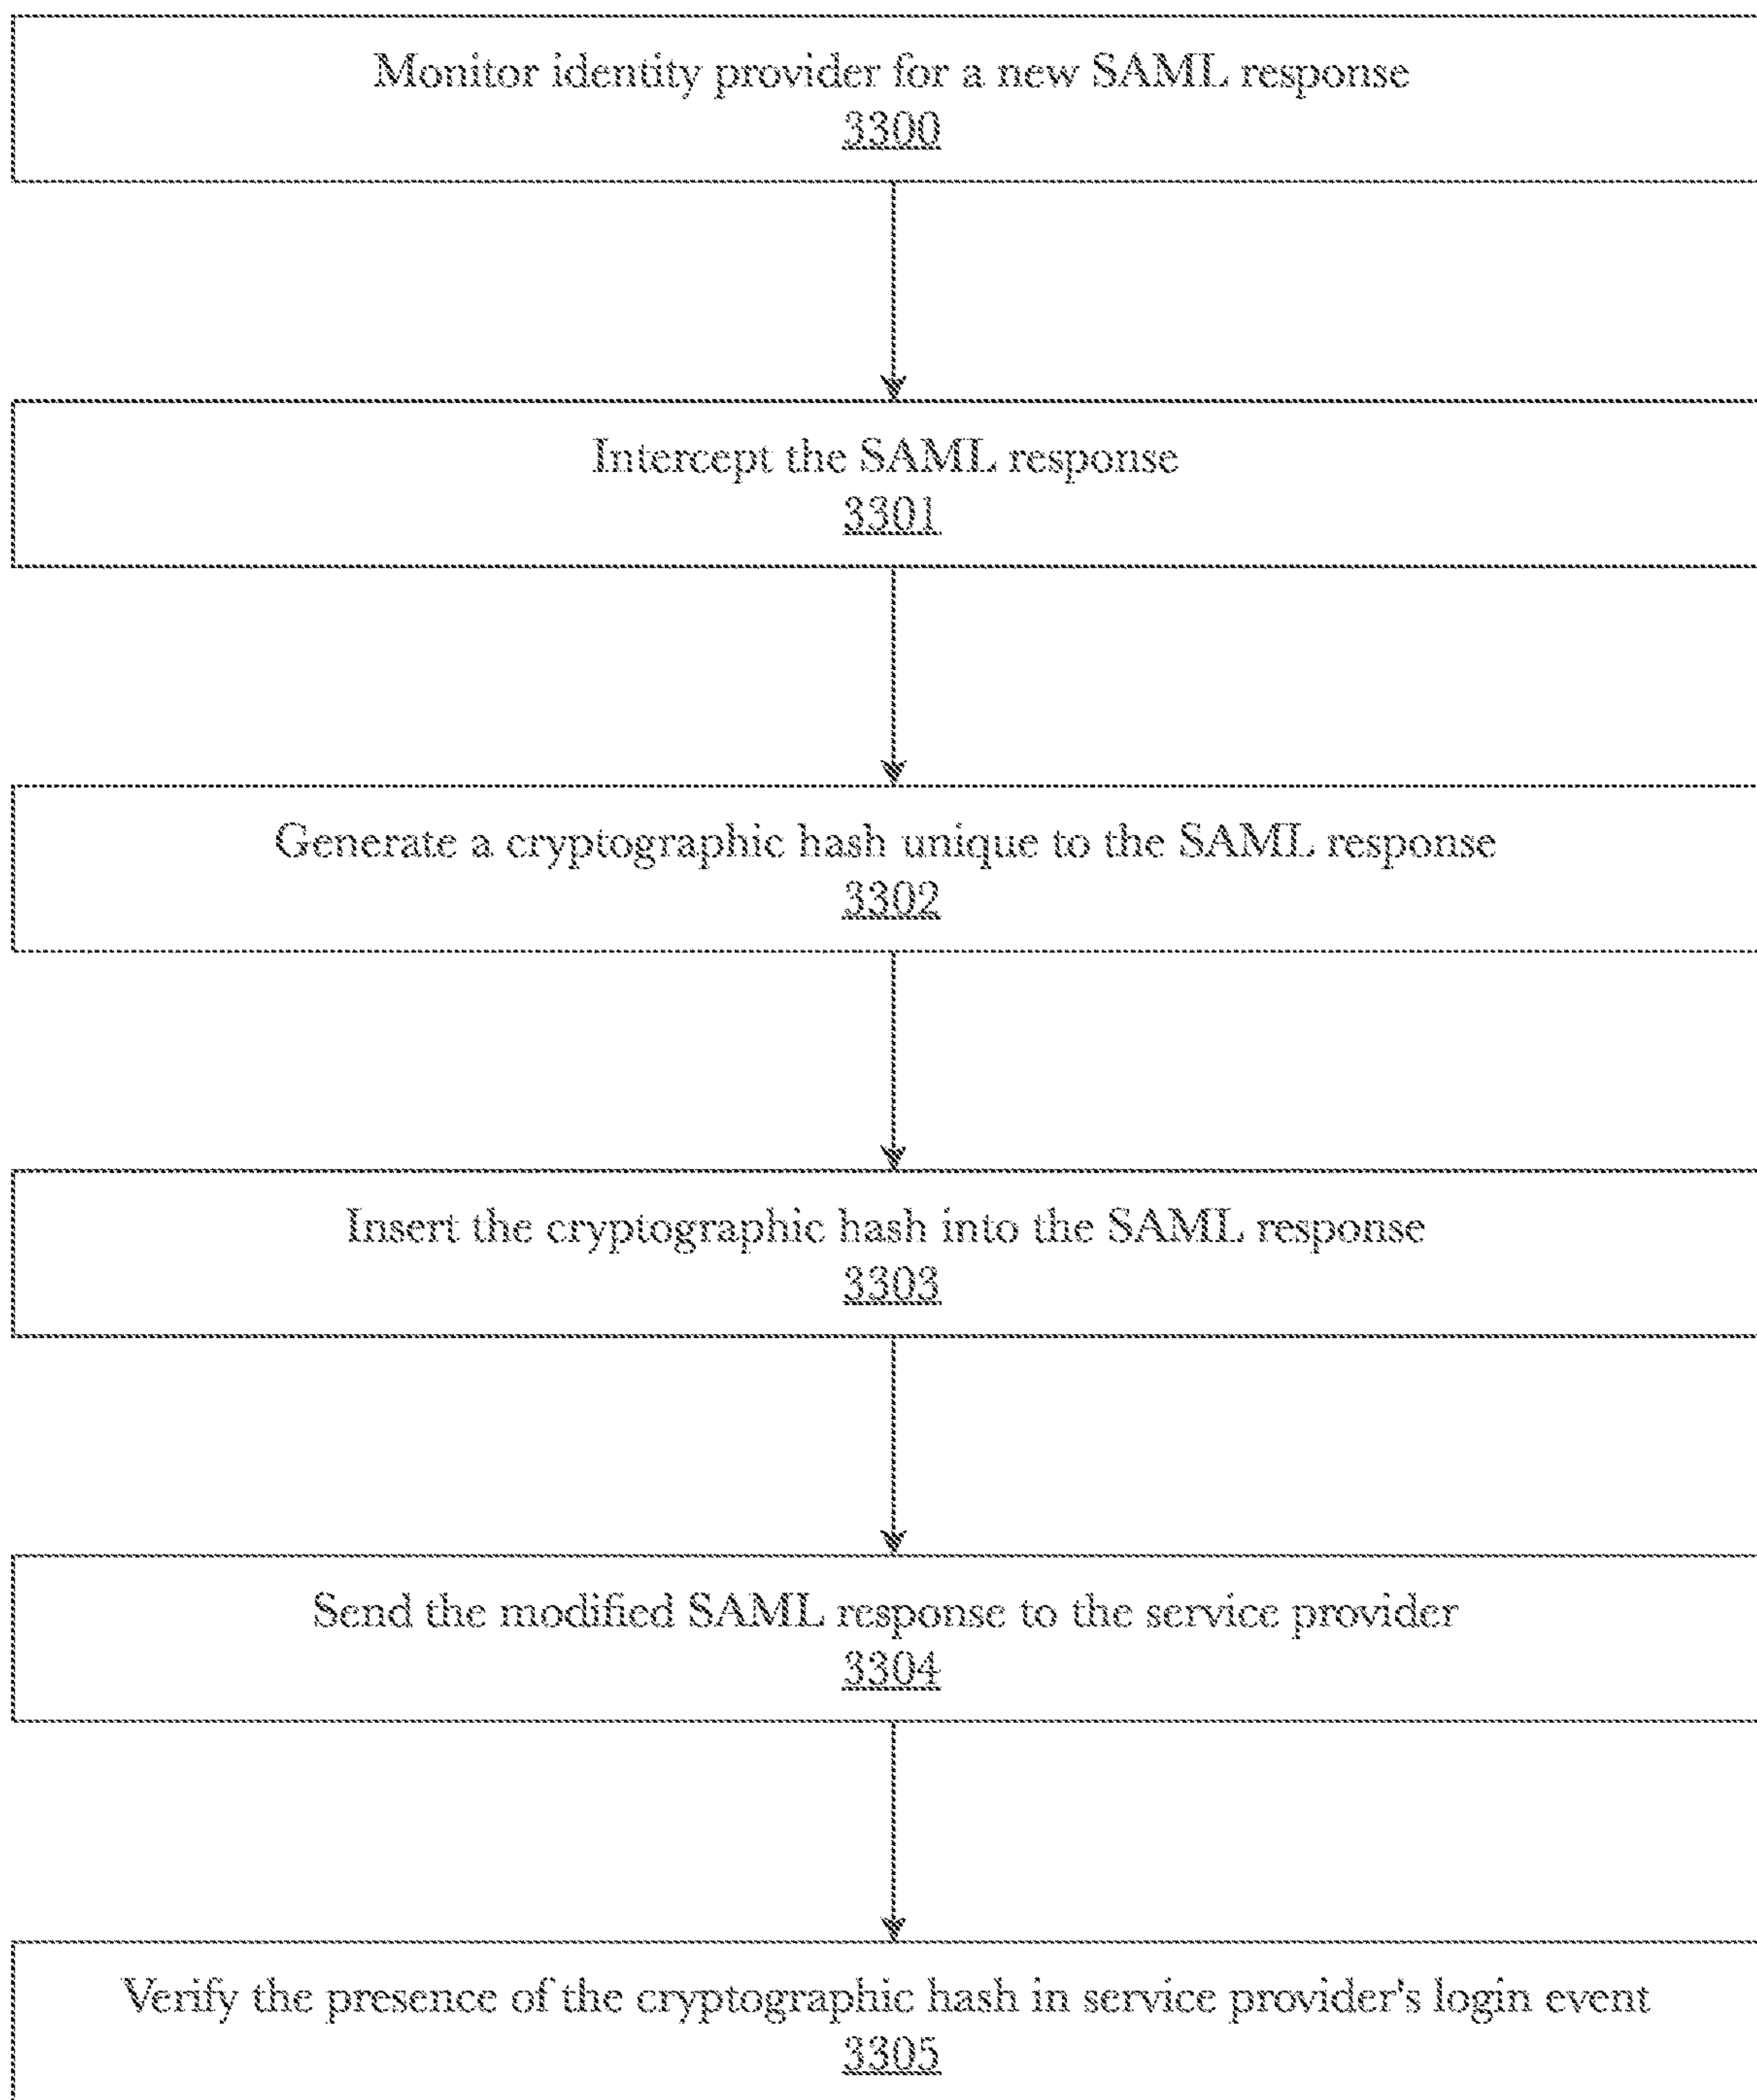 Monitor identity provider for a new SAML response
3300
Intercept the SAML response
3301
Generate a cryptographic hash unique to the SAML response
3302
Insert the cryptographic hash into the SAML response
3303
Send the modified SAML response to the service provider
3304
Verify the presence of the cryptographic hash in service provider's login event
3305